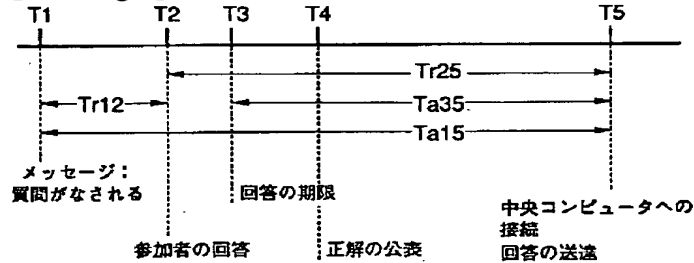 T1 T2 T3 T4 T5
Tr25
Tr12 Ta35
Ta15
メッセージ:
質問がなされる
回答の期限
参加者の回答
正解の公表
中央コンピュータへの
接続
回答の送達